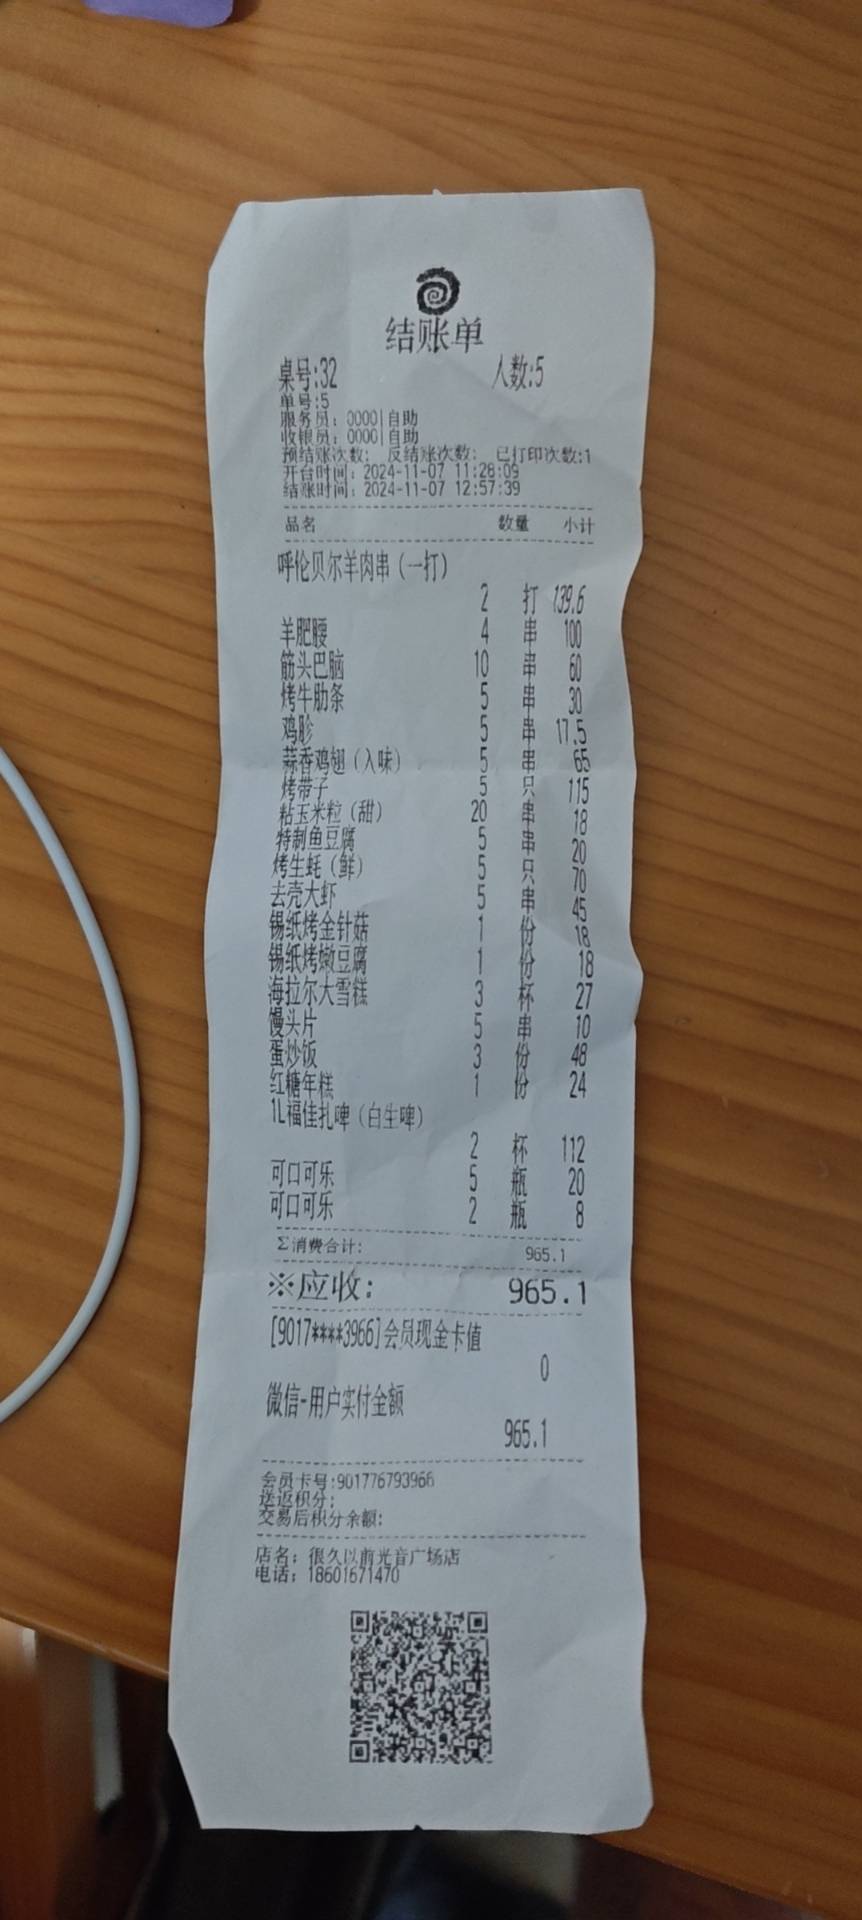 结账单
桌号:32 人数:5
单号:5
服务员: 0000|自助
收银员: 0000|自助
预结账次数: 反结账次数: 已打印次数:1
开台时间: 2024-11-07 11:28:09
结账时间: 2024-11-07 12:57:39
品名 数量 小计
呼伦贝尔羊肉串(一打)
2 打 139.6
羊肥腰 4 串 100
筋头巴脑 10 串 60
烤牛肋条 5 串 30
鸡胗 5 串 17.5
蒜香鸡翅(入味) 5 串 65
烤带子 5 只 115
粘玉米粒(甜) 20 串 18
特制鱼豆腐 5 串 20
烤生蚝(鲜) 5 只 70
去壳大虾 5 串 45
锡纸烤金针菇 1 份 18
锡纸烤嫩豆腐 1 份 18
海拉尔大雪糕 3 杯 27
馒头片 5 串 10
蛋炒饭 3 份 48
红糖年糕 1 份 24
1L福佳扎啤(白生啤)
2 杯 112
可口可乐 5 瓶 20
可口可乐 2 瓶 8
Σ消费合计: 965.1
※应收: 965.1
[9017****3966]会员现金卡值
0
微信-用户实付金额
965.1
会员卡号:901776793966
送返积分:
交易后积分余额:
店名: 很久以前光音广场店
电话: 18601671470